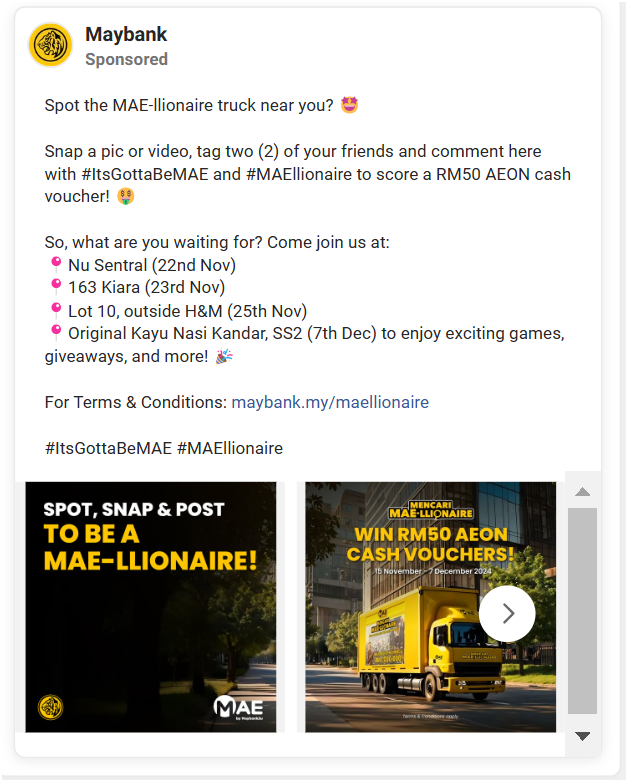 Maybank
Sponsored
Spot the MAE-llionaire truck near you? 🤩
Snap a pic or video, tag two (2) of your friends and comment here
with #ItsGottaBeMAE and #MAEllionaire to score a RM50 AEON cash
voucher! 🤑
So, what are you waiting for? Come join us at:
📍Nu Sentral (22nd Nov)
📍163 Kiara (23rd Nov)
📍Lot 10, outside H&M (25th Nov)
📍Original Kayu Nasi Kandar, SS2 (7th Dec) to enjoy exciting games,
giveaways, and more! 🎉
For Terms & Conditions: maybank.my/maellionaire
#ItsGottaBeMAE #MAEllionaire
SPOT, SNAP & POST
TO BE A
MAE-LLIONAIRE!
MAE
by Maybank2u
MENCARI
MAE-LLIONAIRE
WIN RM50 AEON
CASH VOUCHERS!
15 November - 7 December 2024
Terms & Conditions apply